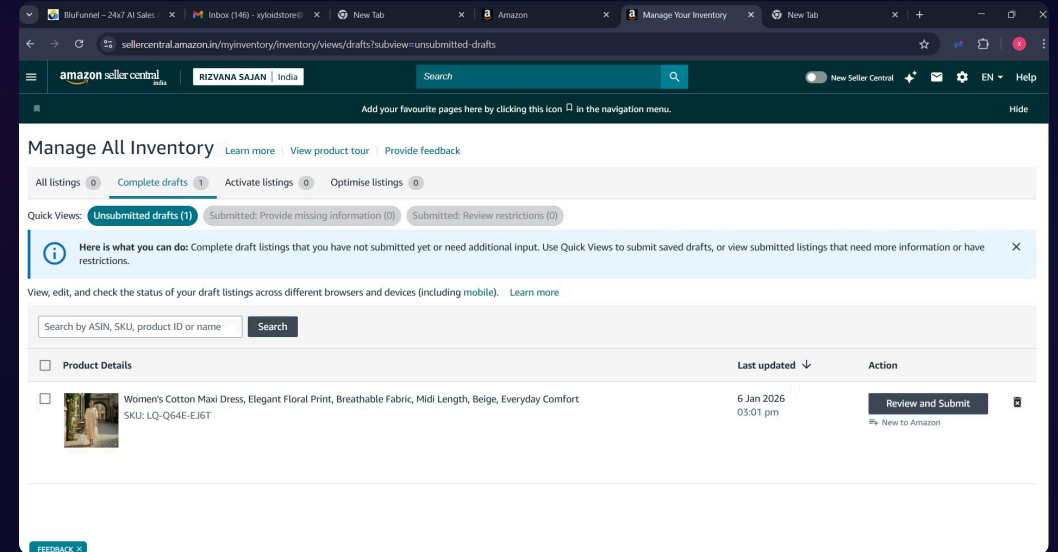 BluFunnel – 24x7 AI Sales
Inbox (146) - xyloidstore@
New Tab
Amazon
Manage Your Inventory
New Tab
sellercentral.amazon.in/myinventory/inventory/views/drafts?subview=unsubmitted-drafts
amazon seller central
india
RIZVANA SAJAN | India
Search
New Seller Central
EN
Help
Add your favourite pages here by clicking this icon in the navigation menu.
Hide
Manage All Inventory
Learn more | View product tour | Provide feedback
All listings 0
Complete drafts 1
Activate listings 0
Optimise listings 0
Quick Views:
Unsubmitted drafts (1)
Submitted: Provide missing information (0)
Submitted: Review restrictions (0)
Here is what you can do: Complete draft listings that you have not submitted yet or need additional input. Use Quick Views to submit saved drafts, or view submitted listings that need more information or have
restrictions.
View, edit, and check the status of your draft listings across different browsers and devices (including mobile). Learn more
Search by ASIN, SKU, product ID or name
Search
Product Details
Last updated
Action
Women's Cotton Maxi Dress, Elegant Floral Print, Breathable Fabric, Midi Length, Beige, Everyday Comfort
SKU: LQ-Q64E-EJ6T
6 Jan 2026
03:01 pm
Review and Submit
New to Amazon
FEEDBACK